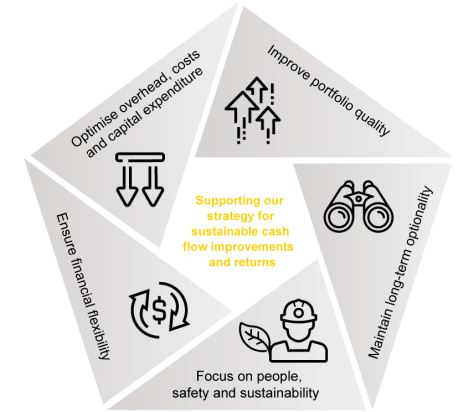 Optimise overhead, costs
and capital expenditure
Improve portfolio quality
Maintain long-term optionality
Focus on people,
safety and sustainability
Ensure financial flexibility
$
Supporting our
strategy for
sustainable cash
flow improvements
and returns